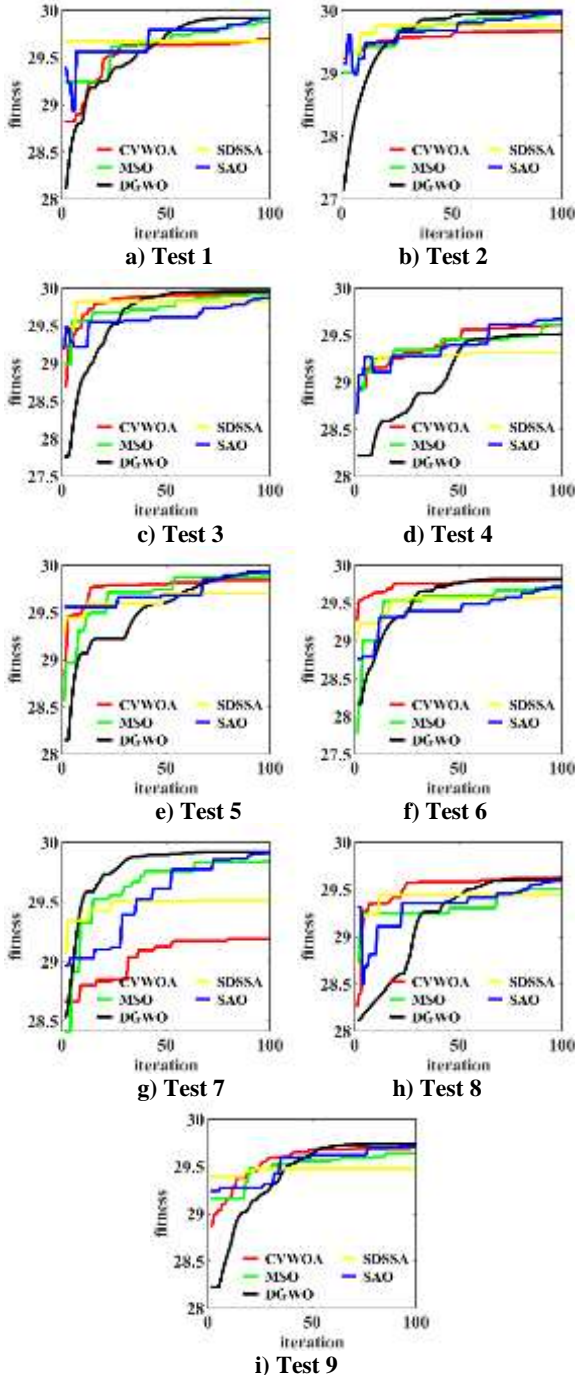 30
29.5
29
28.5
28
fitness
CVWOA SDSSA
MSO SAO
DGWO
0 50 100
iteration
a) Test 1
30
29
28
27
fitness
CVWOA SDSSA
MSO SAO
DGWO
0 50 100
iteration
b) Test 2
30
29.5
29
28.5
28
27.5
fitness
CVWOA SDSSA
MSO SAO
DGWO
0 50 100
iteration
c) Test 3
30
29.5
29
28.5
28
fitness
CVWOA SDSSA
MSO SAO
DGWO
0 50 100
iteration
d) Test 4
30
29.5
29
28.5
28
fitness
CVWOA SDSSA
MSO SAO
DGWO
0 50 100
iteration
e) Test 5
30
29.5
29
28.5
28
27.5
fitness
CVWOA SDSSA
MSO SAO
DGWO
0 50 100
iteration
f) Test 6
30
29.5
29
28.5
fitness
CVWOA SDSSA
MSO SAO
DGWO
0 50 100
iteration
g) Test 7
30
29.5
29
28.5
28
fitness
CVWOA SDSSA
MSO SAO
DGWO
0 50 100
iteration
h) Test 8
30
29.5
29
28.5
28
fitness
CVWOA SDSSA
MSO SAO
DGWO
0 50 100
iteration
i) Test 9